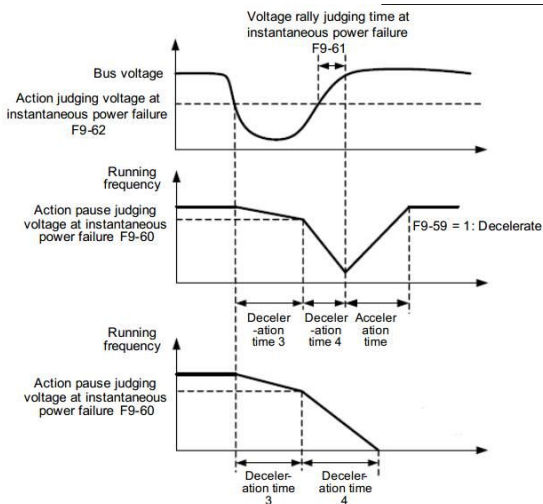 Voltage rally judging time at
instantaneous power failure
F9-61
Bus voltage
Action judging voltage at
instantaneous power failure
F9-62
Running
frequency
Action pause judging
voltage at instantaneous
power failure F9-60
F9-59 = 1: Decelerate
Deceler
-ation
time 3
Deceler
-ation
time 4
Acceler
ation
time
Running
frequency
Action pause judging
voltage at instantaneous
power failure F9-60
Deceler-
ation time
3
Deceler-
ation time
4